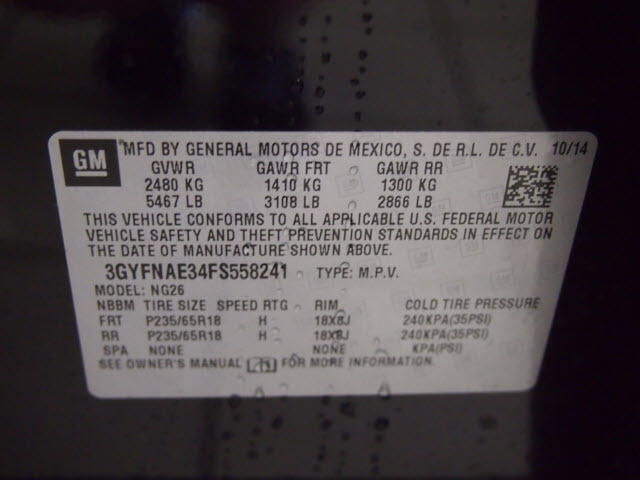 GM MFD BY GENERAL MOTORS DE MEXICO, S. DE R.L. DE C.V. 10/14
GVWR GAWR FRT GAWR RR
2480 KG 1410 KG 1300 KG
5467 LB 3108 LB 2866 LB
THIS VEHICLE CONFORMS TO ALL APPLICABLE U.S. FEDERAL MOTOR
VEHICLE SAFETY AND THEFT PREVENTION STANDARDS IN EFFECT ON
THE DATE OF MANUFACTURE SHOWN ABOVE.
3GYFNAE34FS558241 TYPE: M.P.V.
MODEL: NG26
NBBM TIRE SIZE SPEED RTG RIM COLD TIRE PRESSURE
FRT P235/65R18 H 18X8J 240KPA(35PSI)
RR P235/65R18 H 18X8J 240KPA(35PSI)
SPA NONE NONE KPA(PSI)
SEE OWNER'S MANUAL FOR MORE INFORMATION.